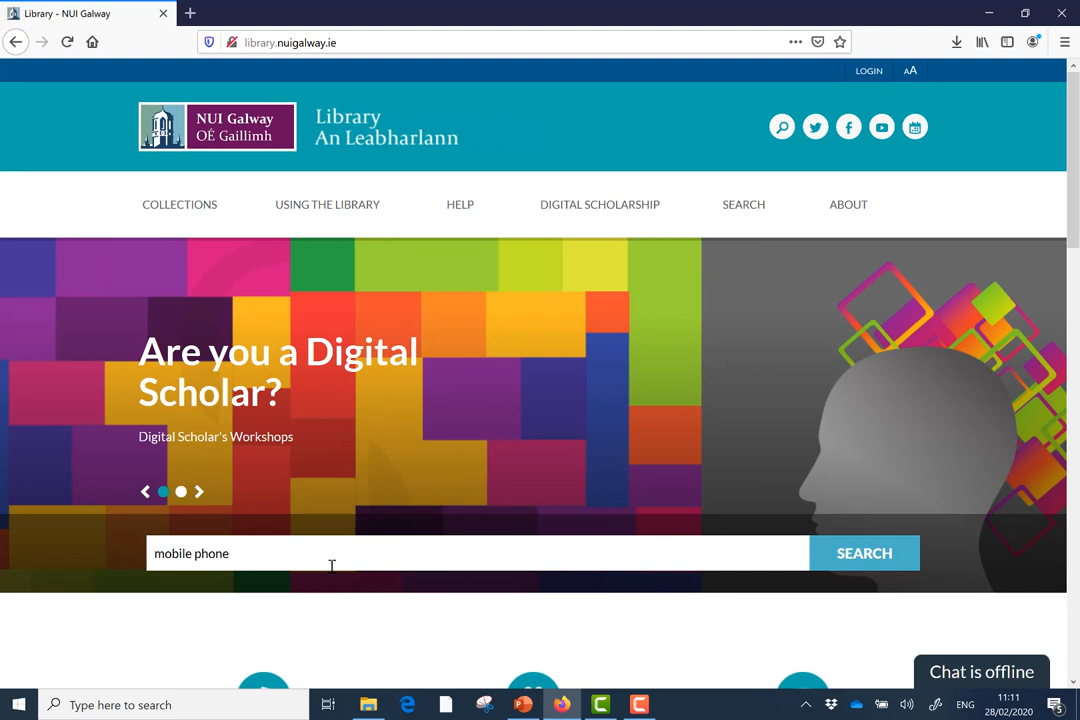 Library - NUI Galway
library.nuigalway.ie
LOGIN
AA
NUI Galway
OÉ Gaillimh
Library
An Leabharlann
COLLECTIONS
USING THE LIBRARY
HELP
DIGITAL SCHOLARSHIP
SEARCH
ABOUT
Are you a Digital
Scholar?
Digital Scholar's Workshops
mobile phone
SEARCH
Chat is offline
Type here to search
ENG
11:11
28/02/2020
5